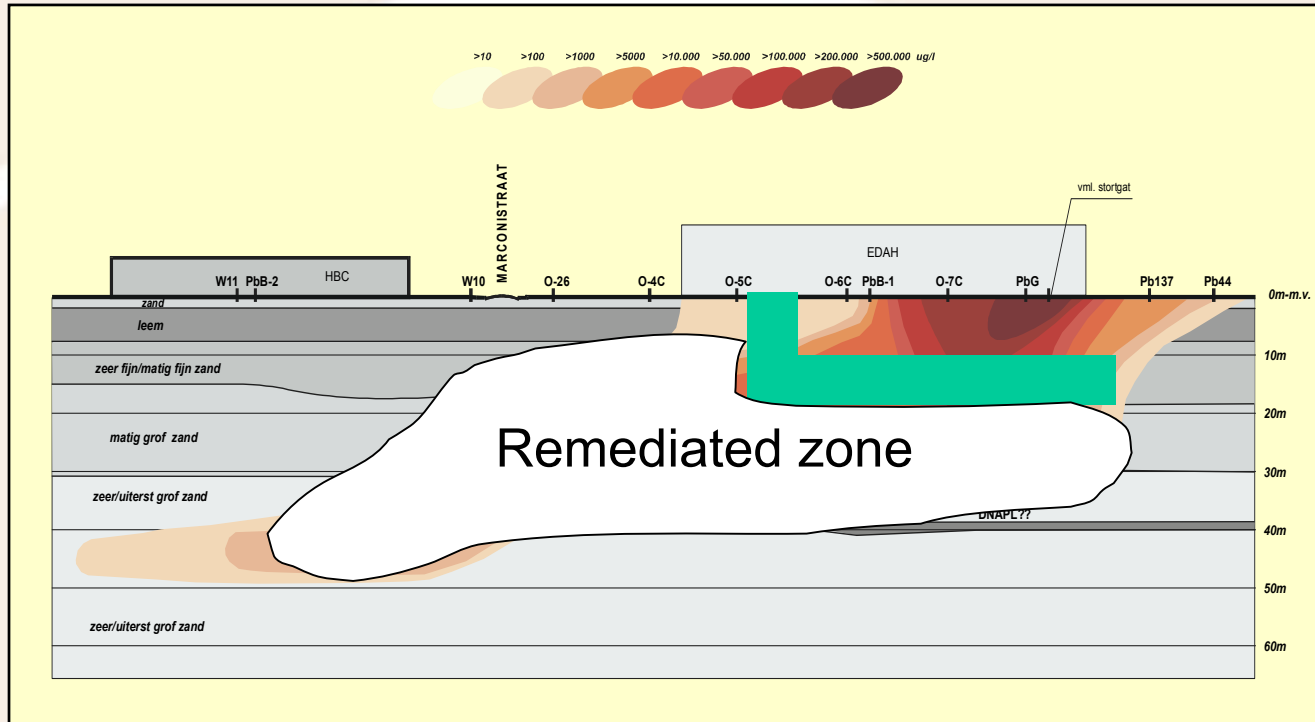 >10 >100 >1000 >5000 >10.000 >50.000 >100.000 >200.000 >500.000 ug/l
MARCONISTRAAT
vml. stortgat
EDAH
HBC
W11 PbB-2 W10 O-26 O-4C O-5C O-6C PbB-1 O-7C PbG Pb137 Pb44
0m-m.v.
zand
leem
10m
zeer fijn/matig fijn zand
20m
matig grof zand
Remediated zone
30m
zeer/uiterst grof zand
DNAPL??
40m
50m
zeer/uiterst grof zand
60m